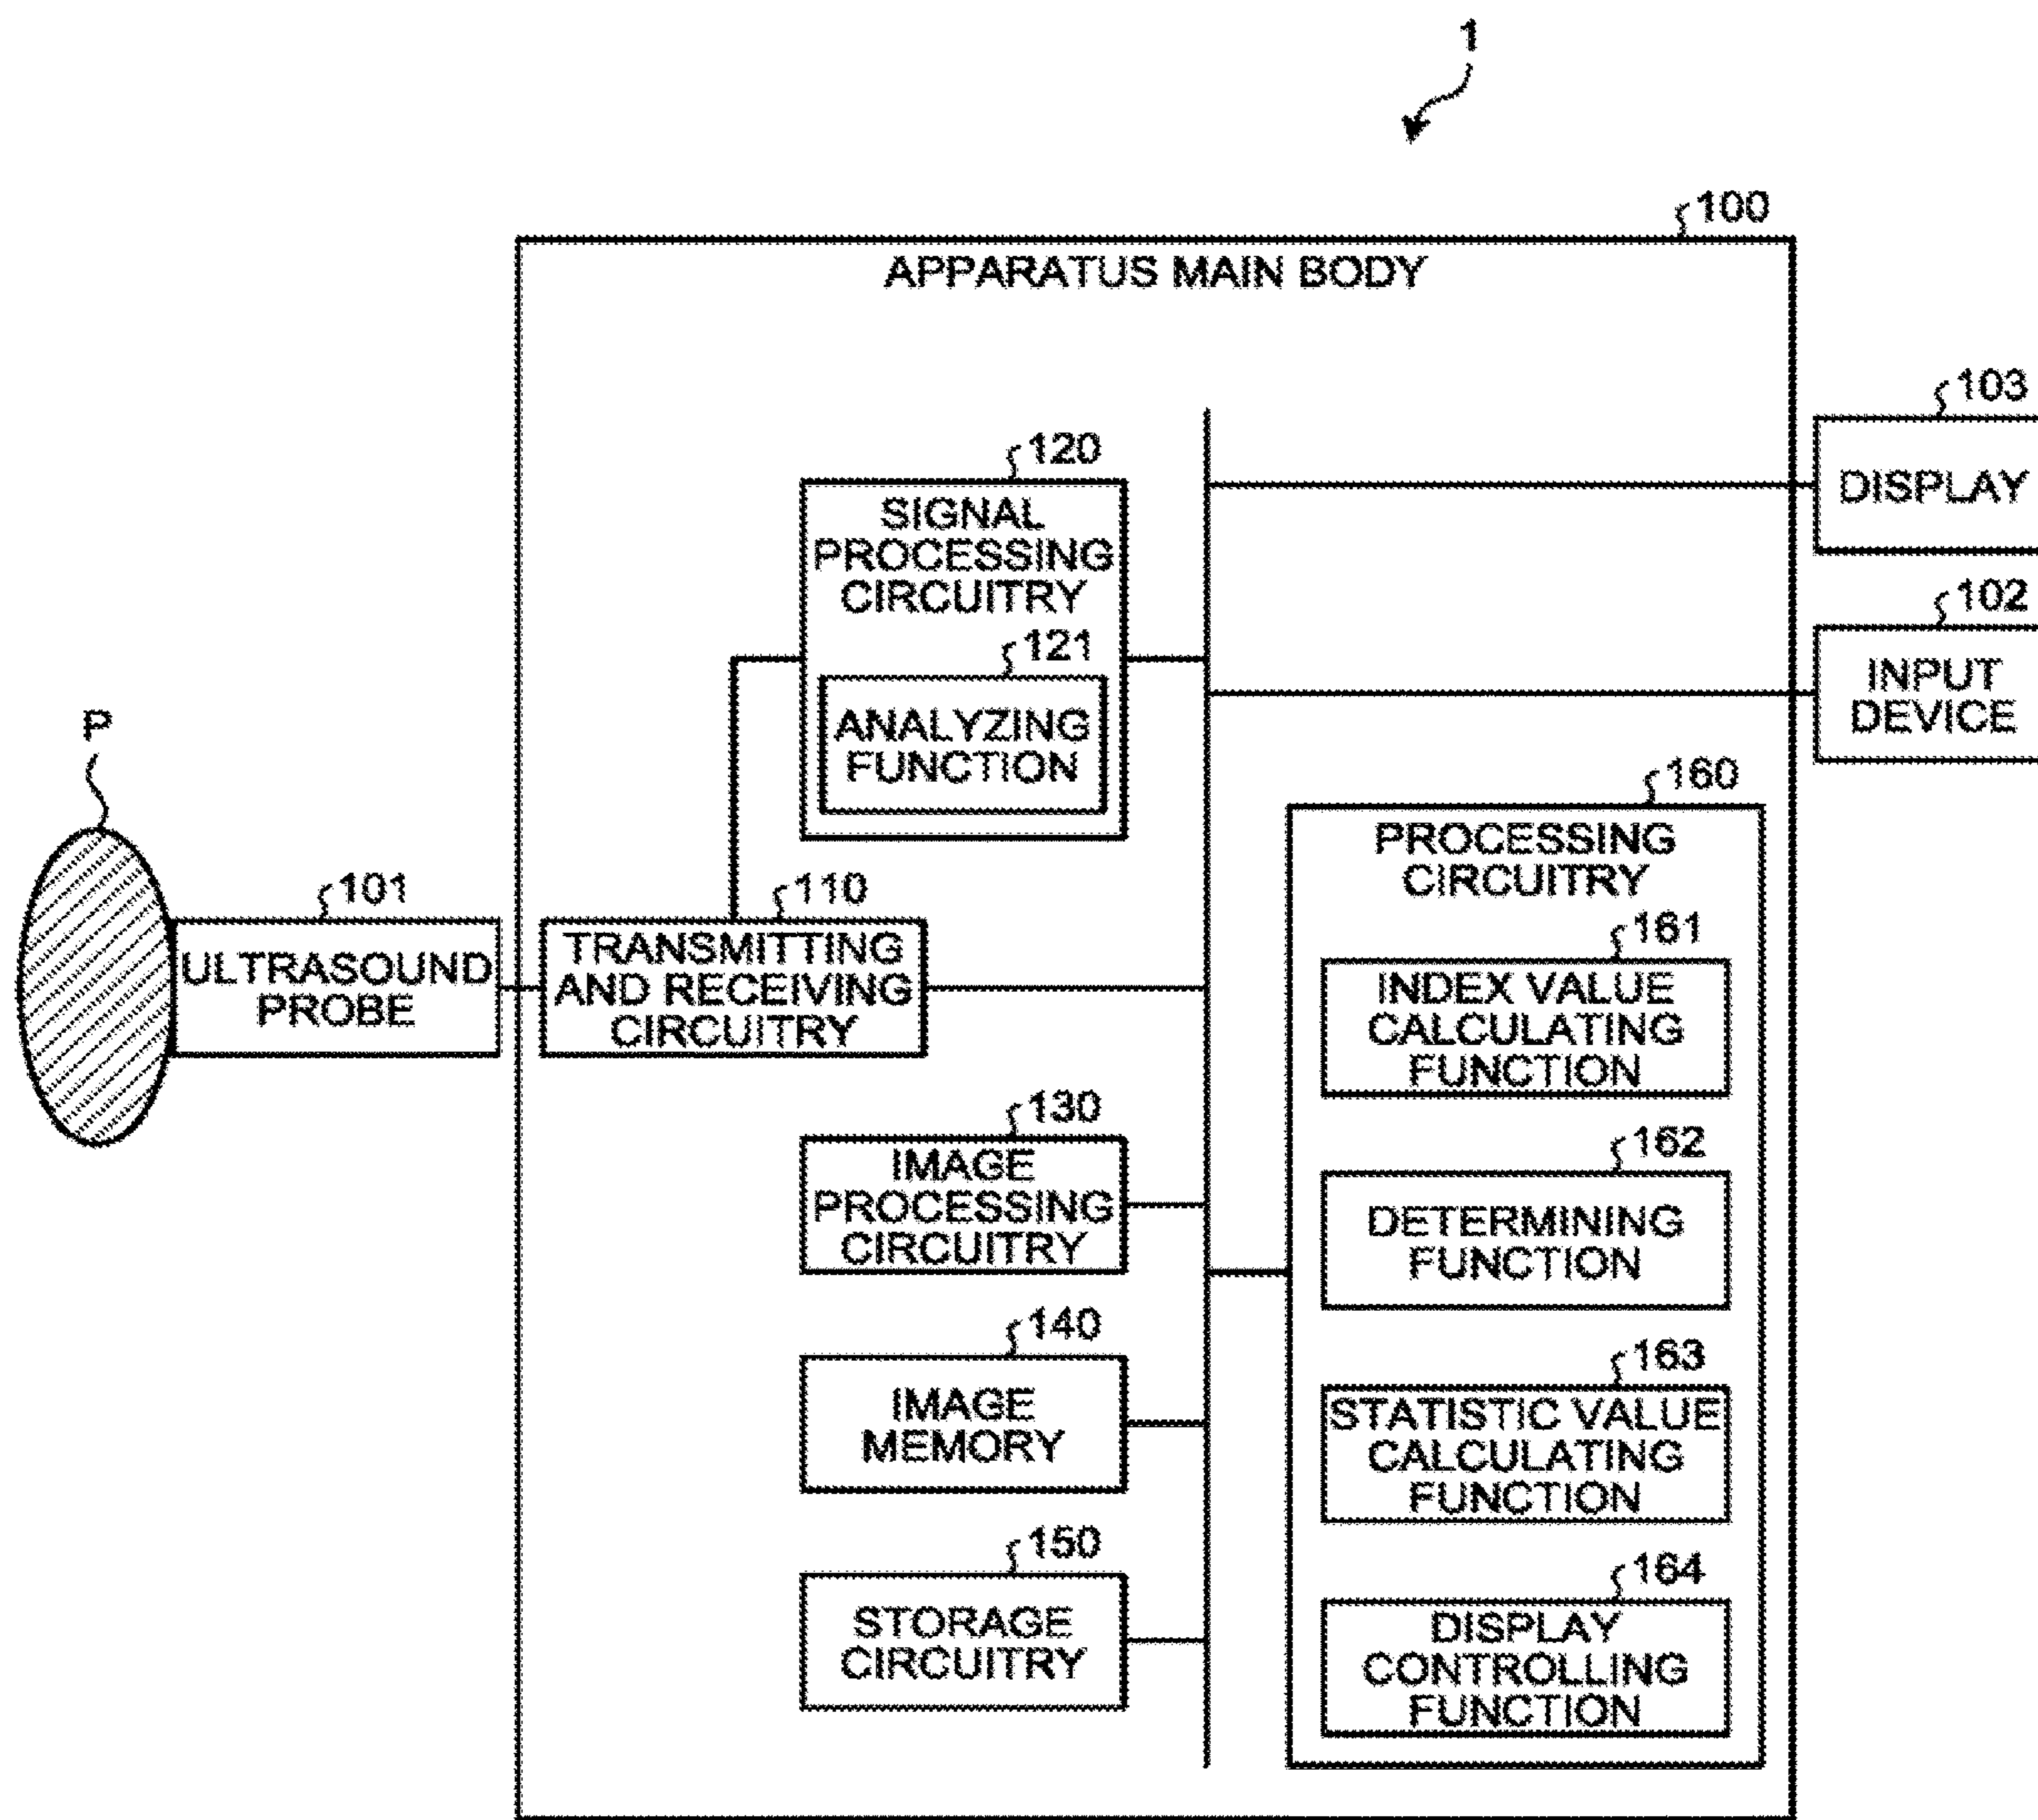 1
100
APPARATUS MAIN BODY
103
DISPLAY
120
SIGNAL
PROCESSING
CIRCUITRY
102
INPUT
DEVICE
121
ANALYZING
FUNCTION
P
160
PROCESSING
CIRCUITRY
101
ULTRASOUND
PROBE
110
TRANSMITTING
AND RECEIVING
CIRCUITRY
161
INDEX VALUE
CALCULATING
FUNCTION
130
IMAGE
PROCESSING
CIRCUITRY
162
DETERMINING
FUNCTION
140
IMAGE
MEMORY
163
STATISTIC VALUE
CALCULATING
FUNCTION
150
STORAGE
CIRCUITRY
164
DISPLAY
CONTROLLING
FUNCTION